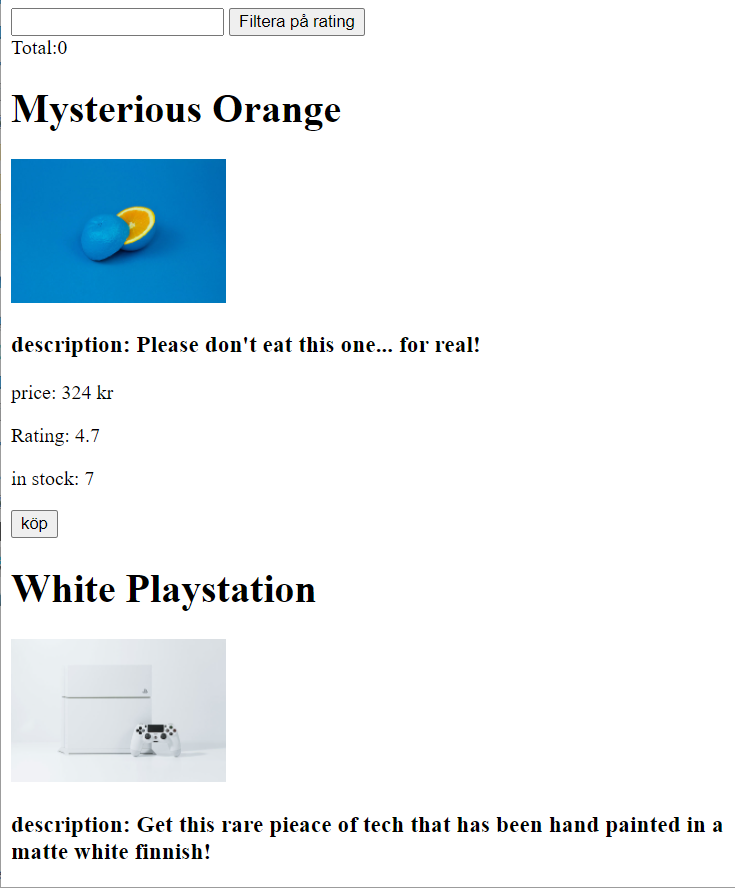 Filtera på rating
Total:0
Mysterious Orange
description: Please don't eat this one... for real!
price: 324 kr
Rating: 4.7
in stock: 7
köp
White Playstation
description: Get this rare pieace of tech that has been hand painted in a
matte white finnish!